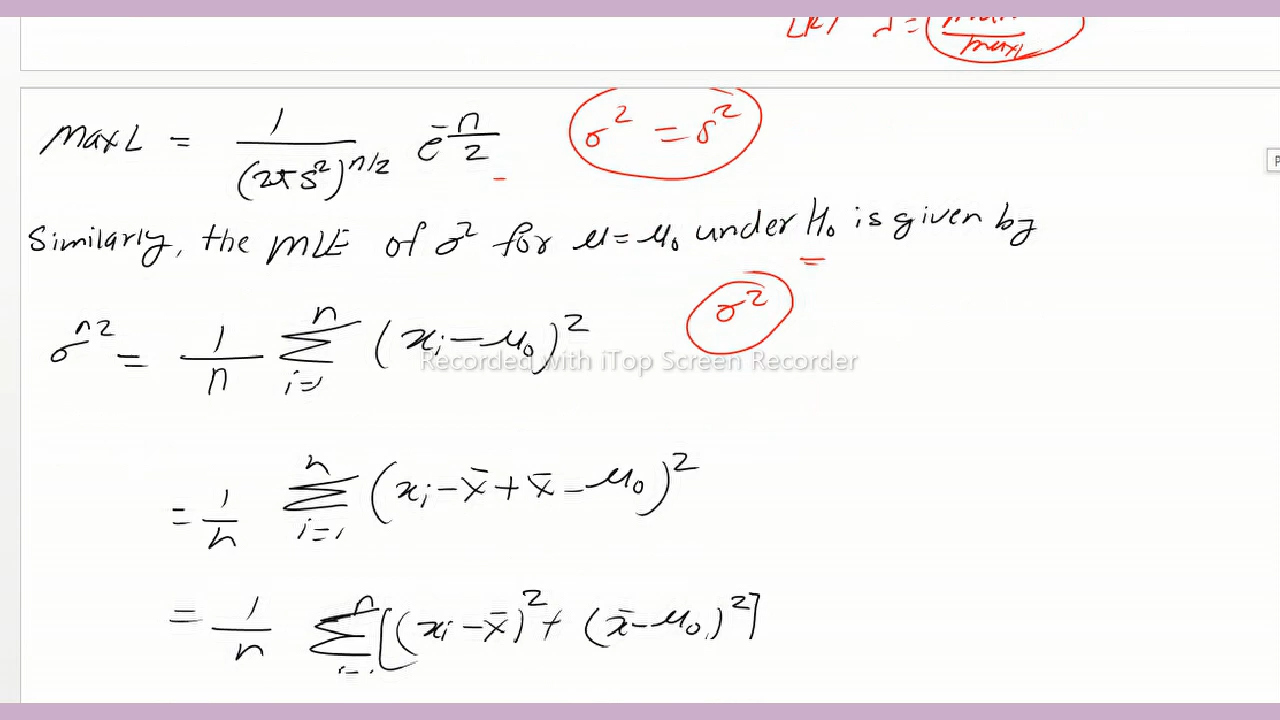 λ =
max L = 1/(2πs²)^{n/2} e^{-n/2} σ² = s²
Similarly, the MLE of σ² for μ = μ₀ under H₀ is given by
σ²
σ̂² = 1/n Σ_{i=1}^{n} (xᵢ - μ₀)²
Recorded with iTop Screen Recorder
= 1/n Σ_{i=1}^{n} (xᵢ - x̄ + x̄ - μ₀)²
= 1/n Σ_{i=1}^{n} [(xᵢ - x̄)² + (x̄ - μ₀)²]